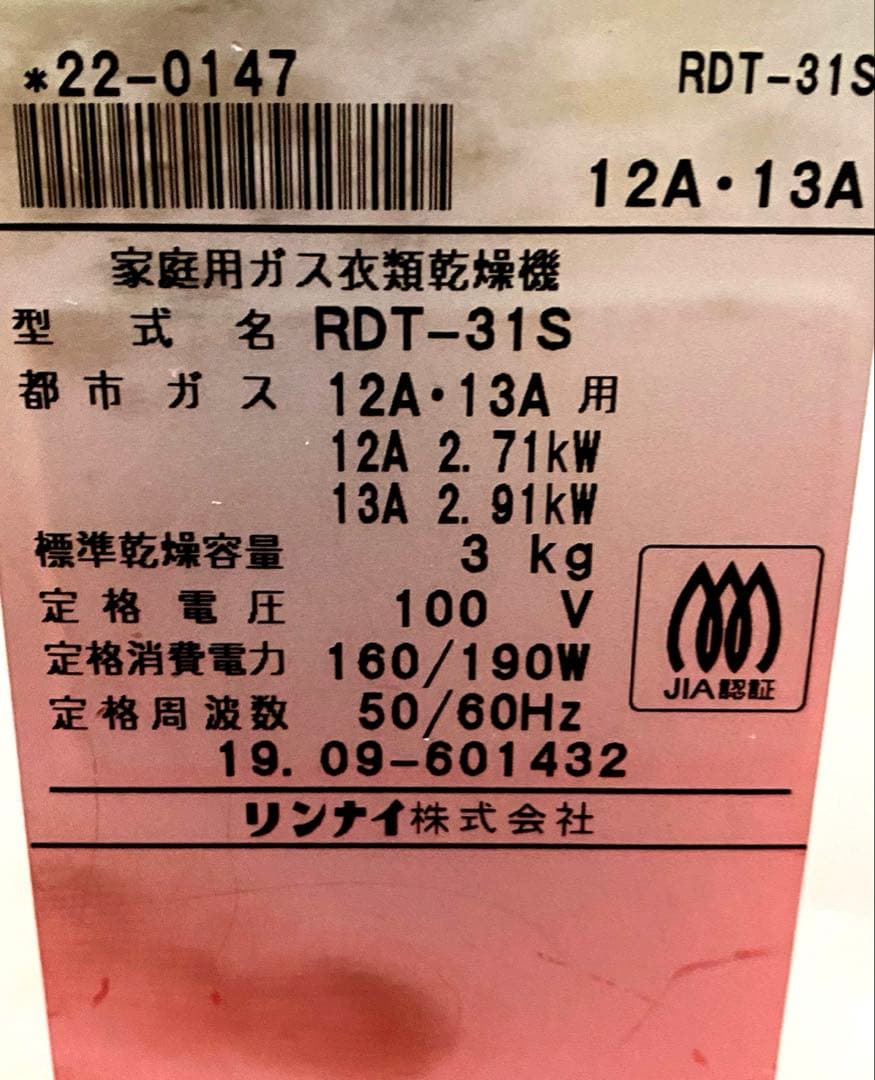 *22-0147
RDT-31S
12A・13A
家庭用ガス衣類乾燥機
型式名 RDT-31S
都市ガス 12A・13A 用
12A 2.71kW
13A 2.91kW
標準乾燥容量 3 kg
定格電圧 100 V
定格消費電力 160/190W
定格周波数 50/60Hz
JIA認証
19.09-601432
リンナイ株式会社